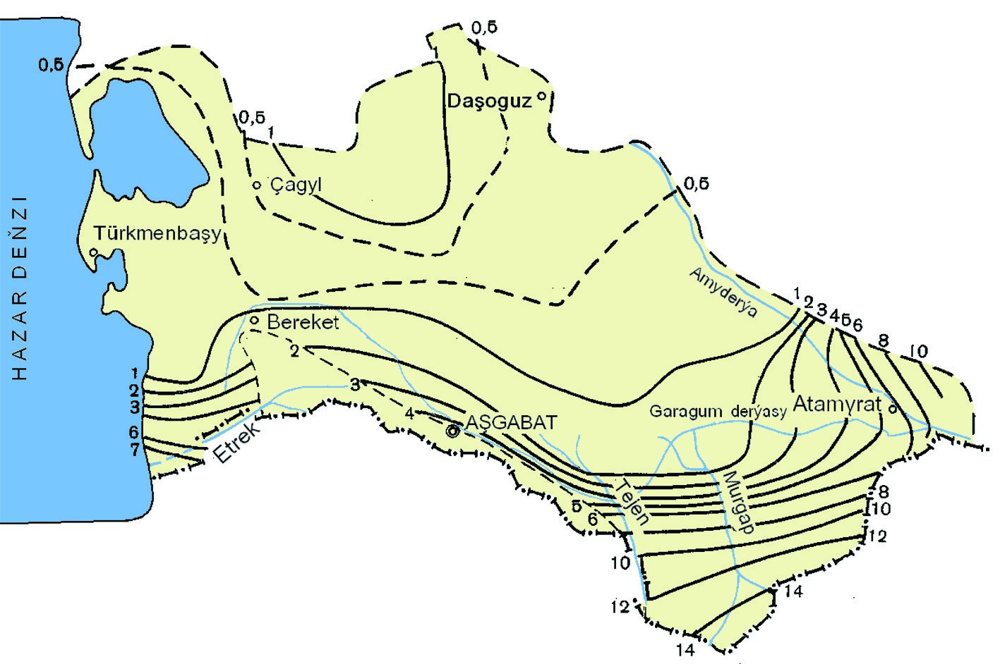 0,5
0,5
Daşoguz
0,5
1
Çagyl
0,5
HAZAR DEŇZI
Türkmenbaşy
Amyderýa
1
2
3
4
5
6
8
10
Bereket
2
1
2
3
3
4
AŞGABAT
Garagum derýasy
Atamyrat
6
7
Etrek
Tejen
Murgap
5
6
8
10
12
10
12
14
14